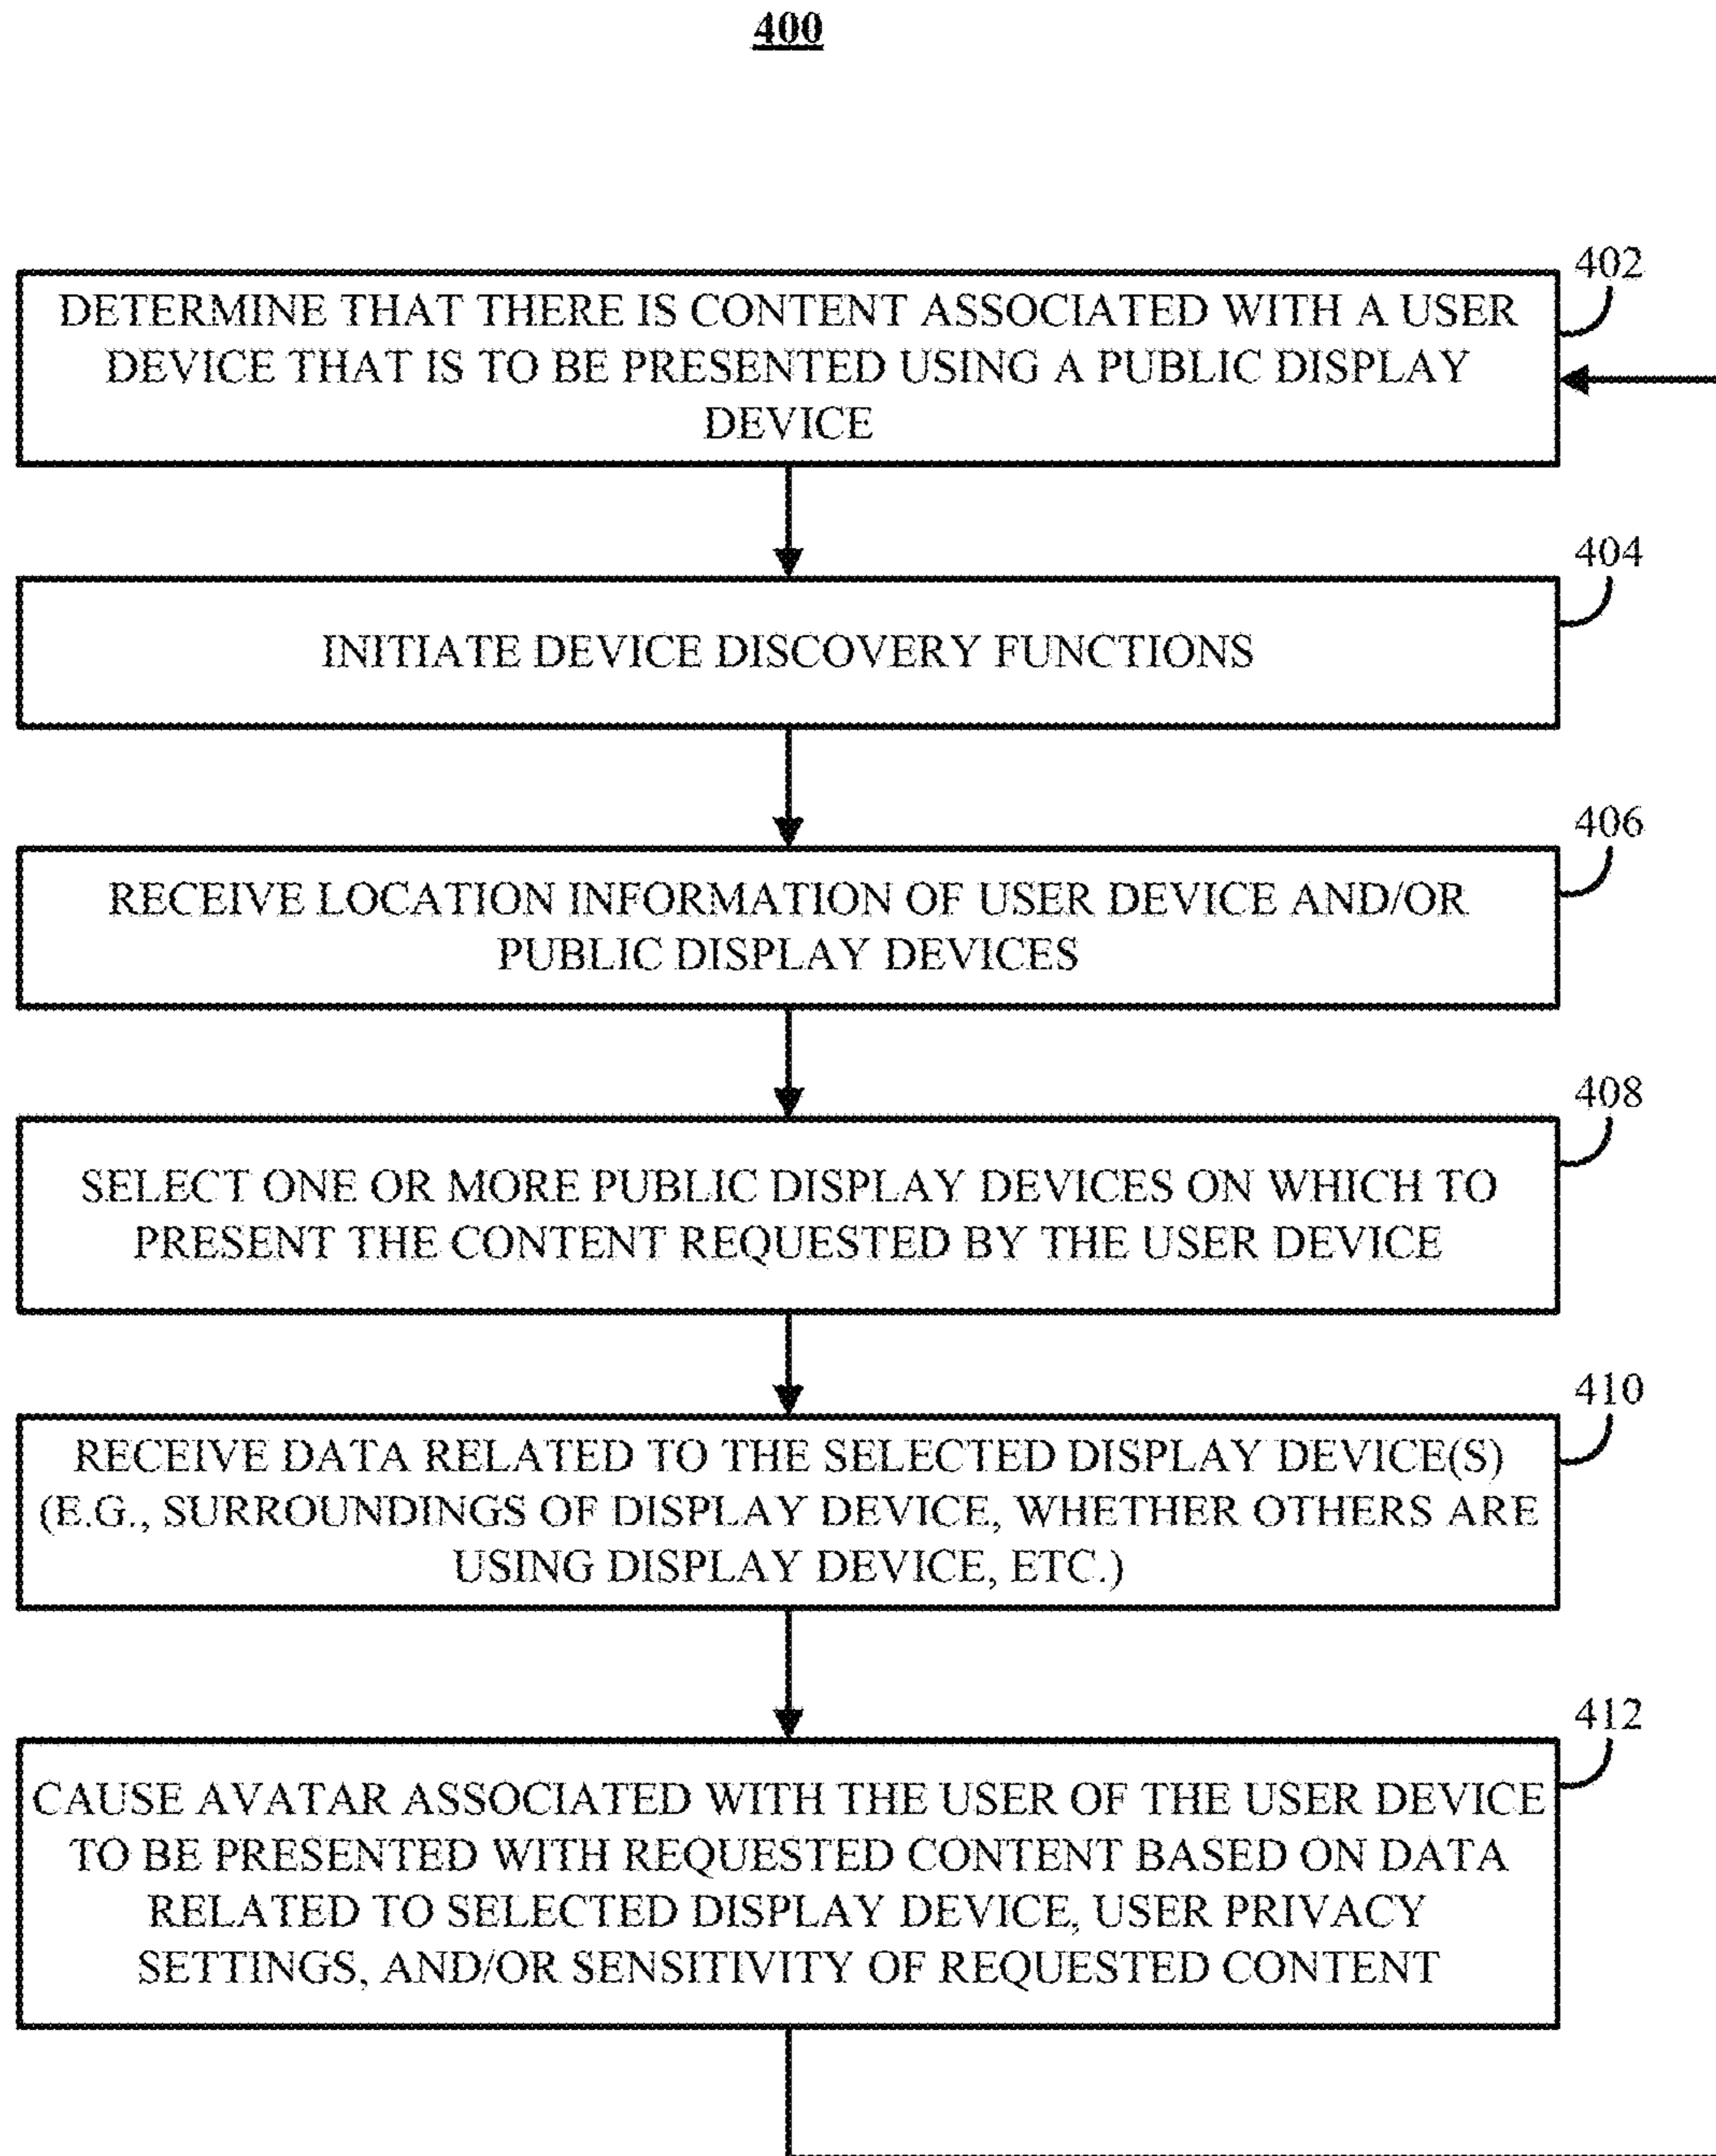 400
402
DETERMINE THAT THERE IS CONTENT ASSOCIATED WITH A USER
DEVICE THAT IS TO BE PRESENTED USING A PUBLIC DISPLAY
DEVICE
404
INITIATE DEVICE DISCOVERY FUNCTIONS
406
RECEIVE LOCATION INFORMATION OF USER DEVICE AND/OR
PUBLIC DISPLAY DEVICES
408
SELECT ONE OR MORE PUBLIC DISPLAY DEVICES ON WHICH TO
PRESENT THE CONTENT REQUESTED BY THE USER DEVICE
410
RECEIVE DATA RELATED TO THE SELECTED DISPLAY DEVICE(S)
(E.G., SURROUNDINGS OF DISPLAY DEVICE, WHETHER OTHERS ARE
USING DISPLAY DEVICE, ETC.)
412
CAUSE AVATAR ASSOCIATED WITH THE USER OF THE USER DEVICE
TO BE PRESENTED WITH REQUESTED CONTENT BASED ON DATA
RELATED TO SELECTED DISPLAY DEVICE, USER PRIVACY
SETTINGS, AND/OR SENSITIVITY OF REQUESTED CONTENT